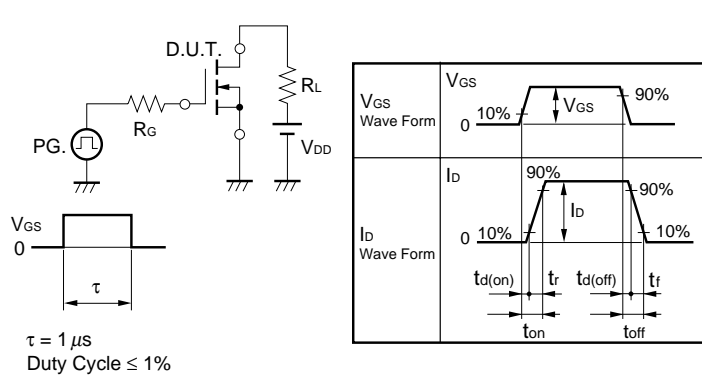 D.U.T.
RL
RG
PG.
VDD
VGS
0
τ
τ = 1 μs
Duty Cycle ≤ 1%
VGS
Wave Form
VGS
10%
0
VGS
90%
ID
Wave Form
ID
90%
90%
ID
0
10%
10%
td(on)
tr
td(off)
tf
ton
toff